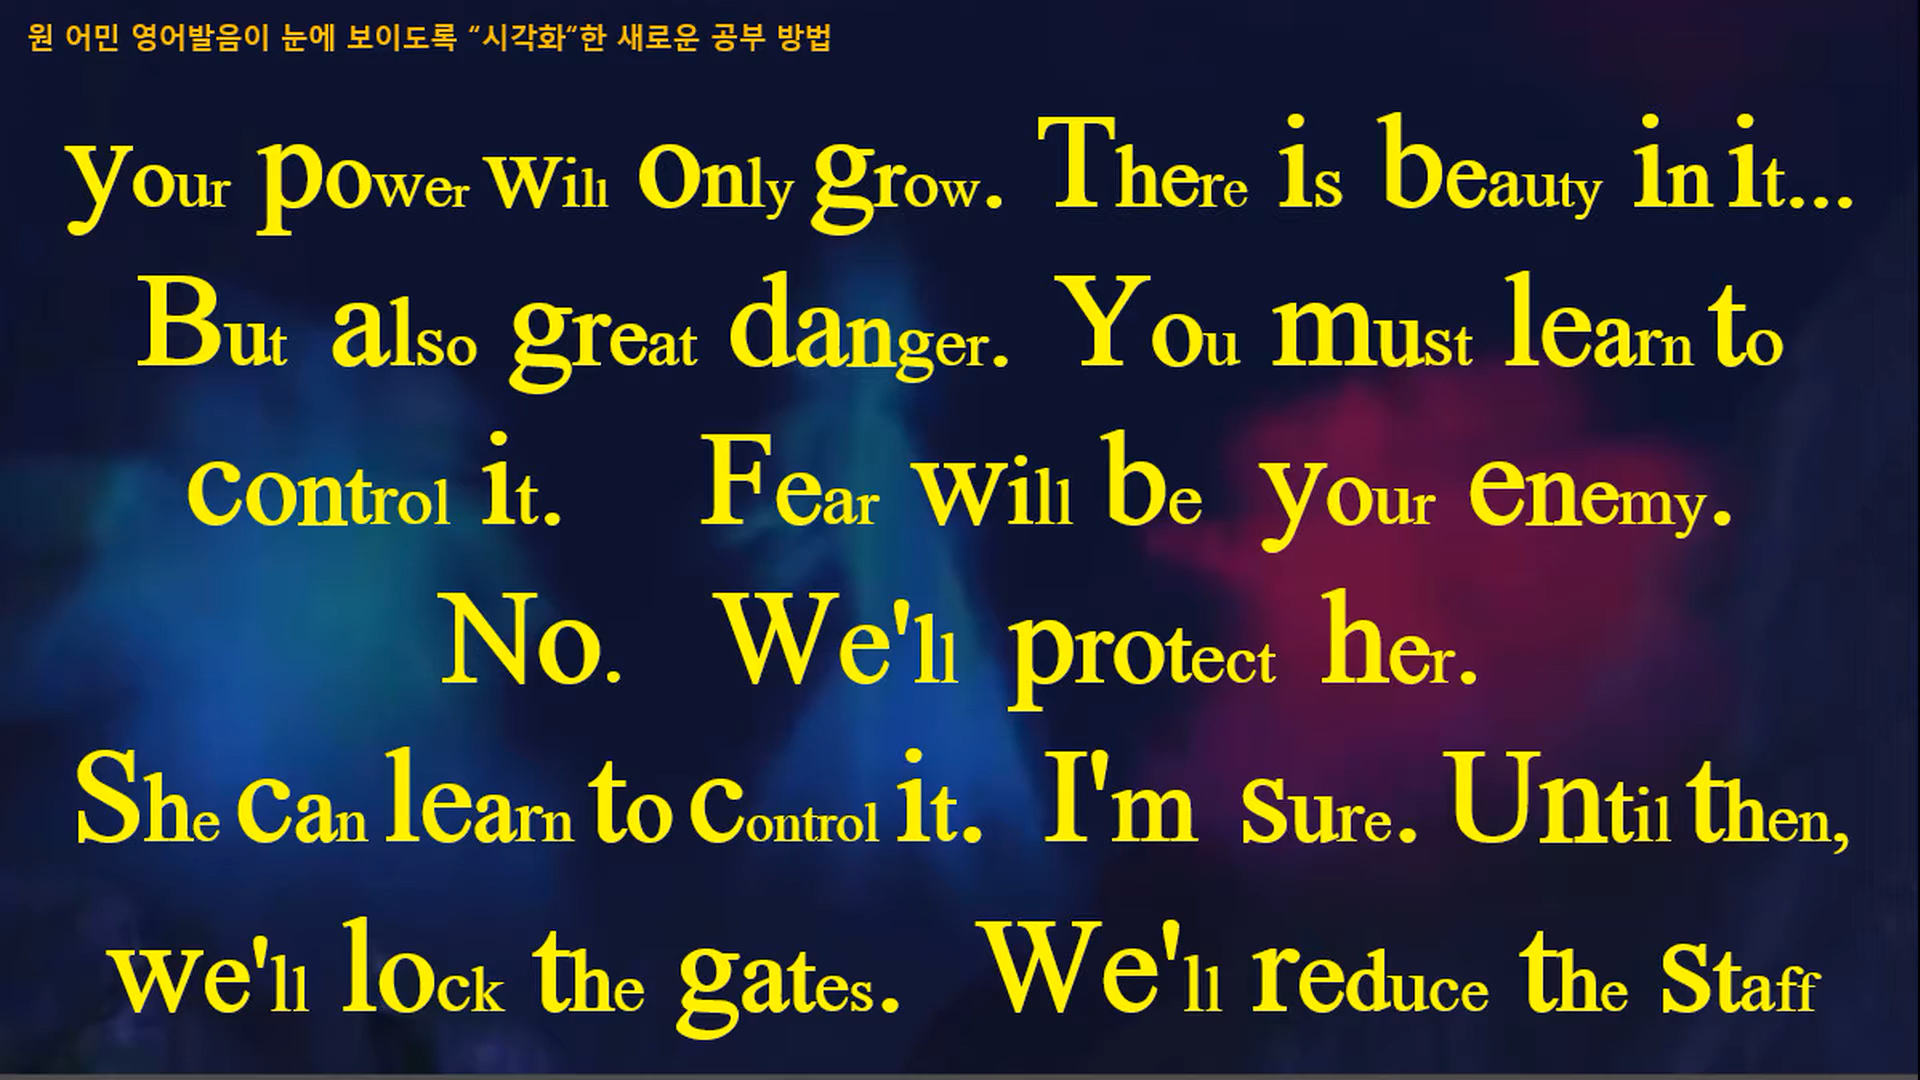 원 어민 영어발음이 눈에 보이도록 "시각화"한 새로운 공부 방법
your power will only grow. There is beauty in it...
But also great danger. You must learn to
control it. Fear will be your enemy.
No. We'll protect her.
She can learn to control it. I'm sure. Until then,
we'll lock the gates. We'll reduce the Staff